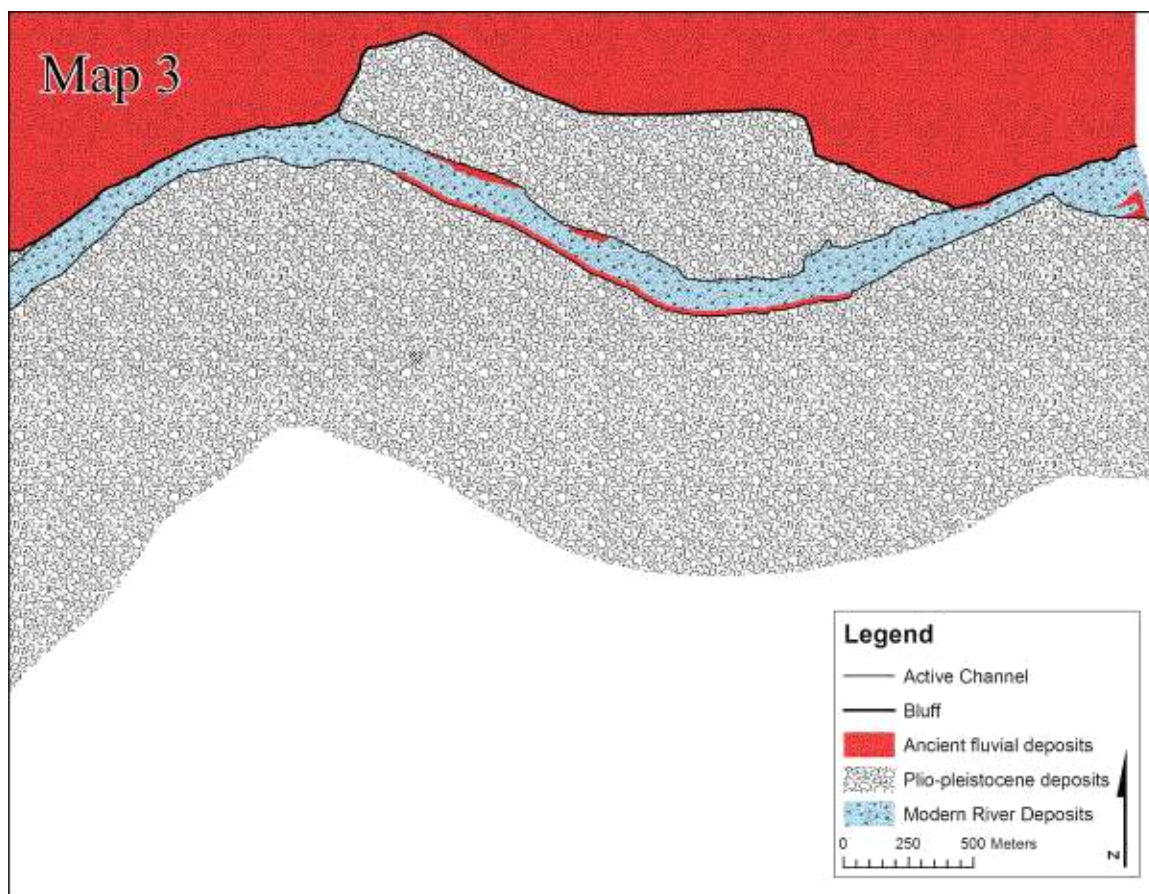 Map 3
Legend
Active Channel
Bluff
Ancient fluvial deposits
Plio-pleistocene deposits
Modern River Deposits
0 250 500 Meters
N